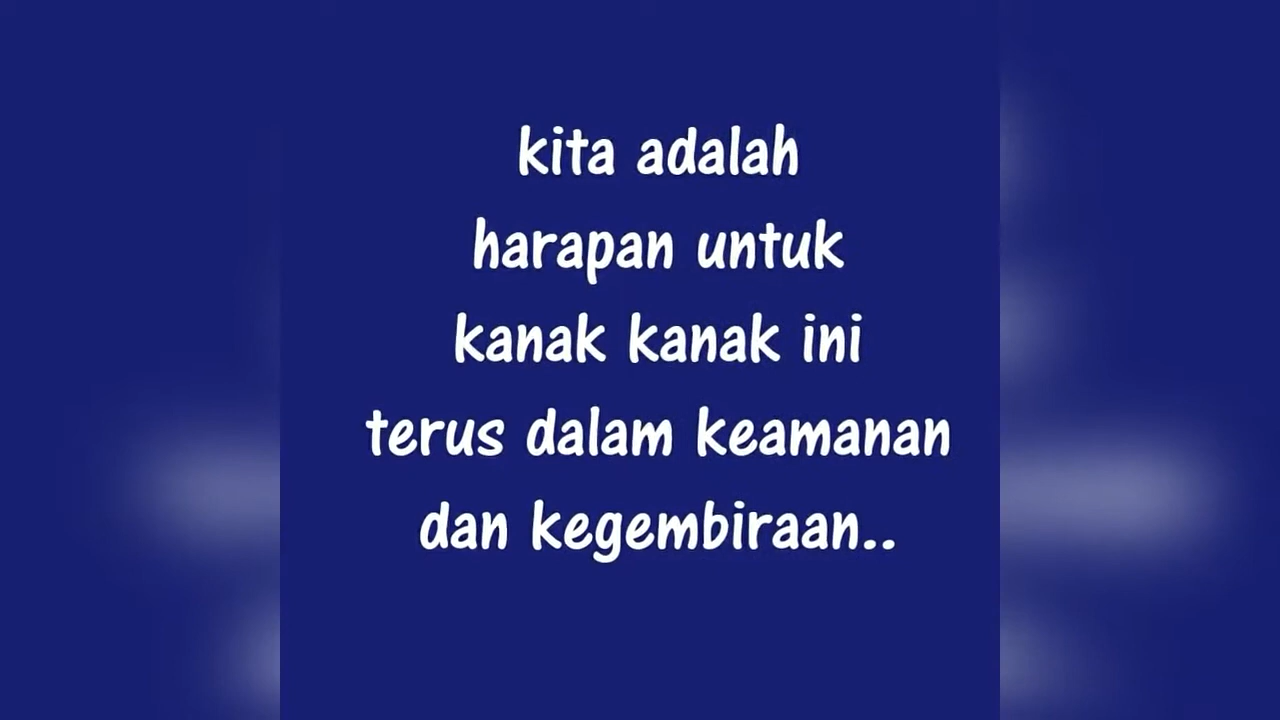 kita adalah
harapan untuk
kanak kanak ini
terus dalam keamanan
dan kegembiraan..